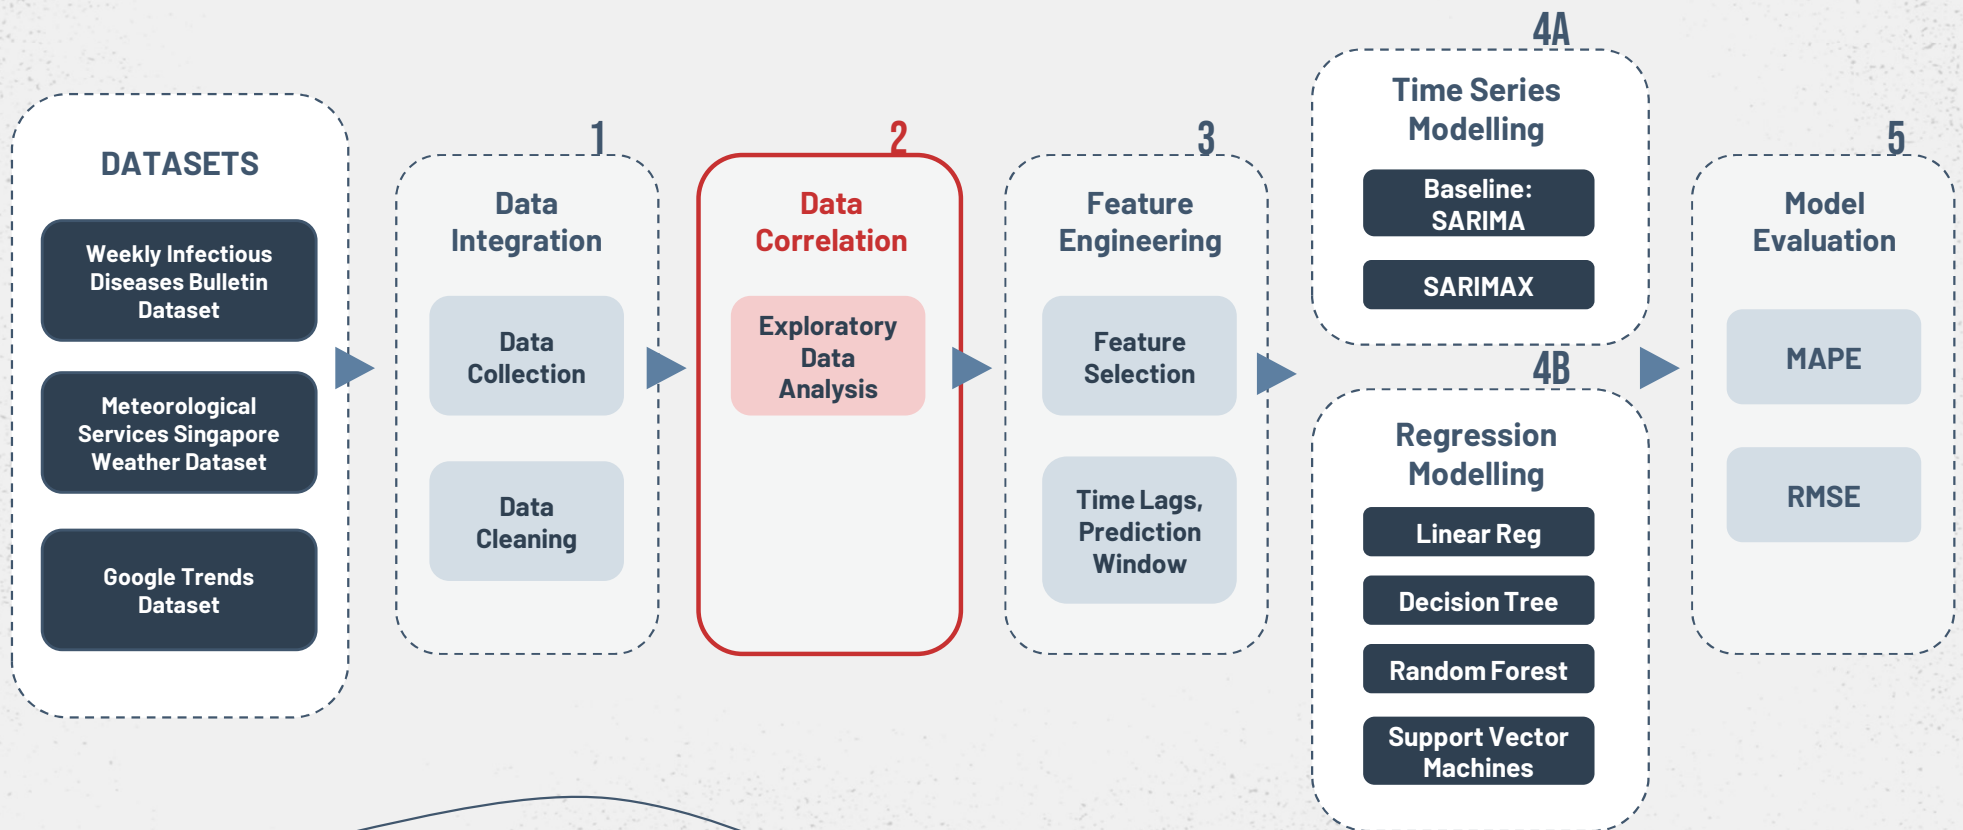 DATASETS
Weekly Infectious
Diseases Bulletin
Dataset
Meteorological
Services Singapore
Weather Dataset
Google Trends
Dataset
1
Data
Integration
Data
Collection
Data
Cleaning
2
Data
Correlation
Exploratory
Data
Analysis
3
Feature
Engineering
Feature
Selection
Time Lags,
Prediction
Window
4A
Time Series
Modelling
Baseline:
SARIMA
SARIMAX
4B
Regression
Modelling
Linear Reg
Decision Tree
Random Forest
Support Vector
Machines
5
Model
Evaluation
MAPE
RMSE